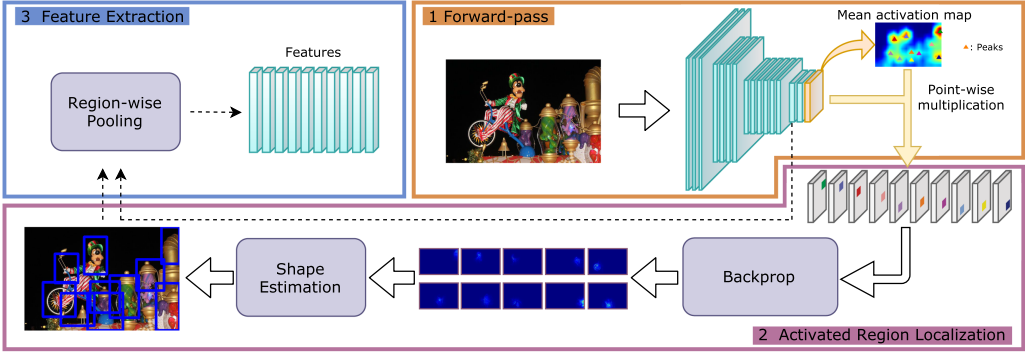 3 Feature Extraction
Features
Region-wise
Pooling
1 Forward-pass
Mean activation map
: Peaks
Point-wise
multiplication
Shape
Estimation
Backprop
2 Activated Region Localization